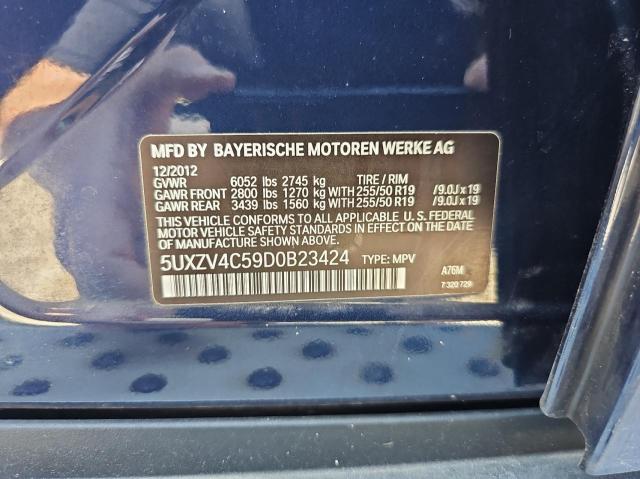 MFD BY BAYERISCHE MOTOREN WERKE AG
12/2012
GVWR 6052 lbs 2745 kg TIRE / RIM
GAWR FRONT 2800 lbs 1270 kg WITH 255/50 R19 /9.0J x 19
GAWR REAR 3439 lbs 1560 kg WITH 255/50 R19 /9.0J x 19
THIS VEHICLE CONFORMS TO ALL APPLICABLE U. S. FEDERAL
MOTOR VEHICLE SAFETY STANDARDS IN EFFECT ON THE
DATE OF MANUFACTURE SHOWN ABOVE.
5UXZV4C59D0B23424 TYPE: MPV
A76M
7 320 729